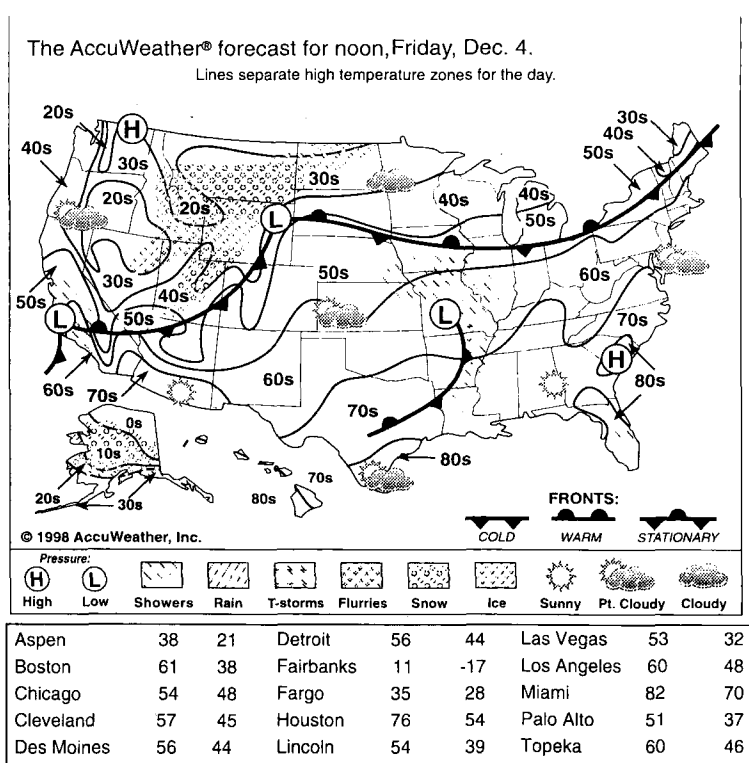 The AccuWeather® forecast for noon, Friday, Dec. 4.
Lines separate high temperature zones for the day.
20s
H
40s
30s
20s
20s
30s
40s
50s
50s
L
60s
70s
L
30s
40s
40s
50s
50s
60s
L
70s
30s
40s
50s
60s
70s
H
80s
80s
0s
10s
20s
30s
80s
70s
FRONTS:
© 1998 AccuWeather, Inc.
COLD WARM STATIONARY
Pressure:
H L
High Low Showers Rain T-storms Flurries Snow Ice Sunny Pt. Cloudy Cloudy
Aspen 38 21 Detroit 56 44 Las Vegas 53 32
Boston 61 38 Fairbanks 11 -17 Los Angeles 60 48
Chicago 54 48 Fargo 35 28 Miami 82 70
Cleveland 57 45 Houston 76 54 Palo Alto 51 37
Des Moines 56 44 Lincoln 54 39 Topeka 60 46